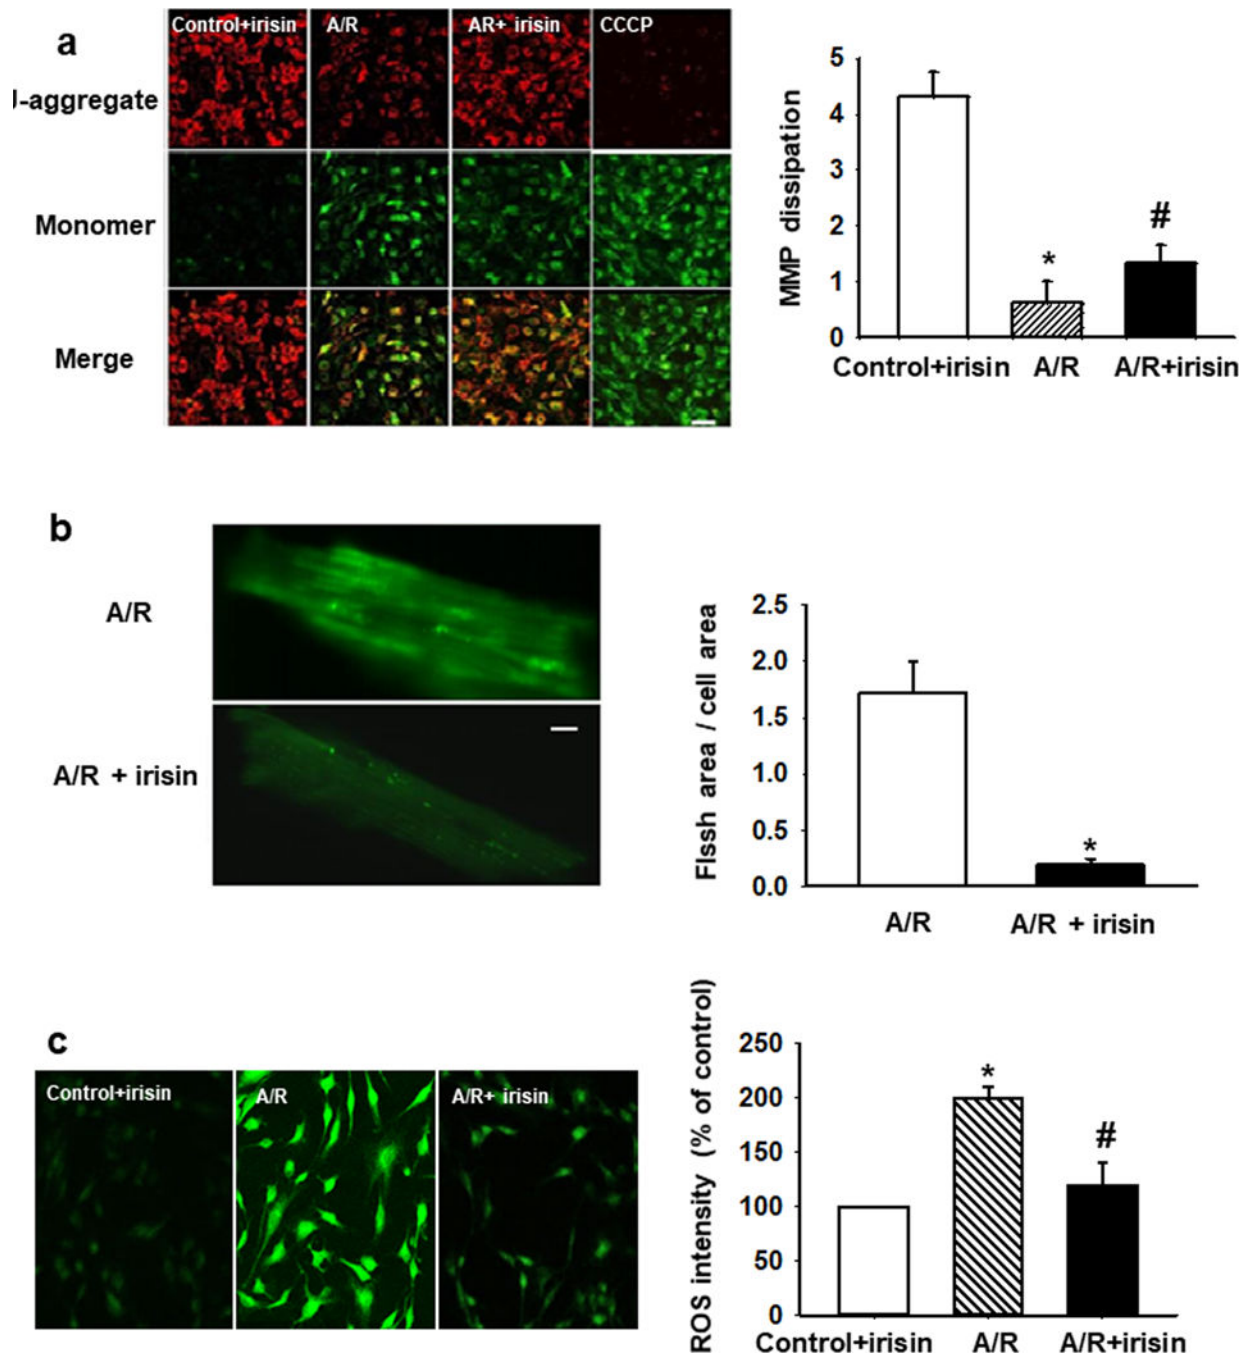 a
Control+irisin A/R AR+ irisin CCCP
J-aggregate
Monomer
Merge
MMP dissipation
5
4
3
2
1
0
*
#
Control+irisin A/R A/R+irisin
b
A/R
A/R + irisin
Flssh area / cell area
2.5
2.0
1.5
1.0
0.5
0.0
*
A/R A/R + irisin
c
Control+irisin A/R A/R+ irisin
ROS intensity (% of control)
250
200
150
100
50
0
*
#
Control+irisin A/R A/R+irisin